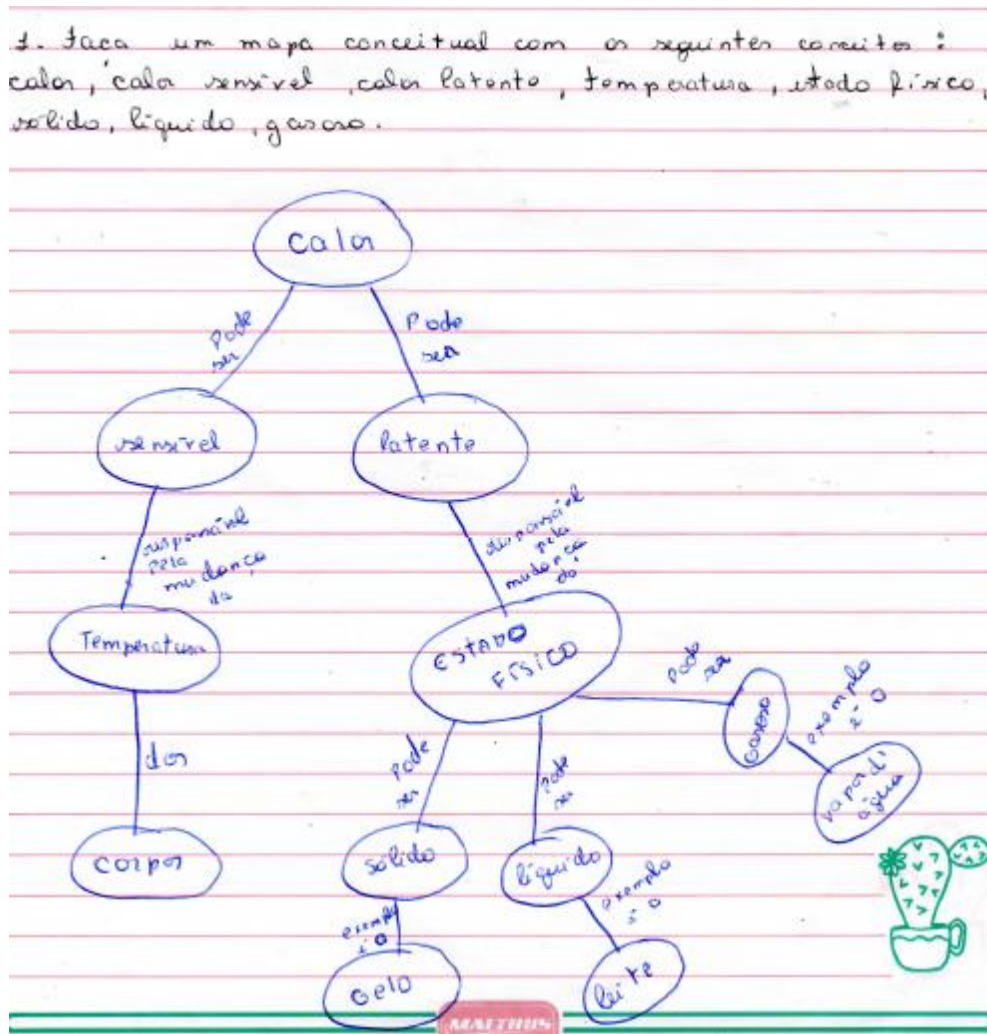 1. Faça um mapa conceitual com os seguintes conceitos :
calor, calor sensível, calor latente, temperatura, estado físico,
sólido, líquido, gasoso.
Calor
Pode
ser
Pode
ser
sensível
latente
responsável
pela
mudança
da
responsável
pela
mudança
do
Temperatura
ESTADO
FÍSICO
dos
corpos
Pode
ser
sólido
exemplo
é o
Gelo
Pode
ser
líquido
exemplo
é o
leite
Pode
ser
Gasoso
exemplo
é o
vapor d'
água
MALTHUS